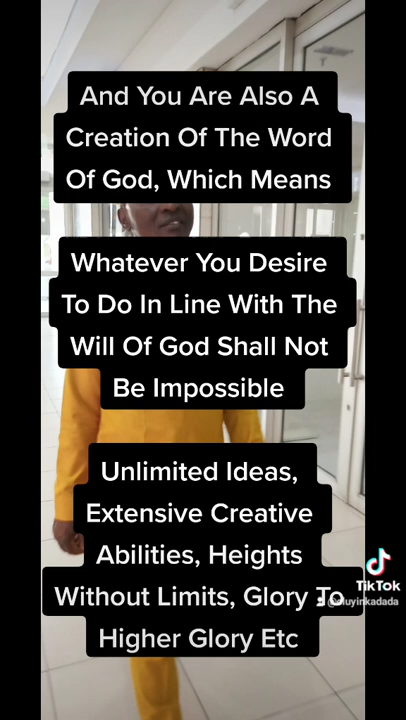 And You Are Also A
Creation Of The Word
Of God, Which Means
Whatever You Desire
To Do In Line With The
Will Of God Shall Not
Be Impossible
Unlimited Ideas,
Extensive Creative
Abilities, Heights
Without Limits, Glory To
Higher Glory Etc
TikTok